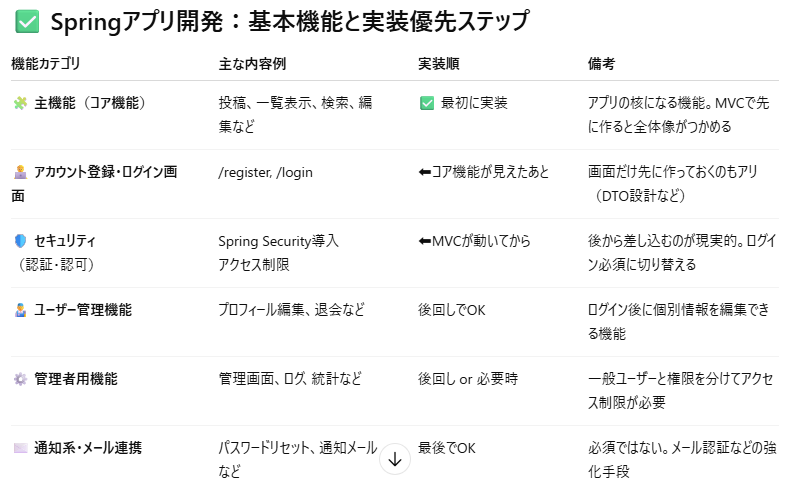 ✅ Springアプリ開発：基本機能と実装優先ステップ
機能カテゴリ 主な内容例 実装順 備考
🧩 主機能（コア機能） 投稿、一覧表示、検索、編 ✅ 最初に実装 アプリの核になる機能。MVCで先
集など に作ると全体像がつかめる
🧑‍💻 アカウント登録・ログイン画 /register, /login ⬅コア機能が見えたあと 画面だけ先に作っておくのもアリ
面 （DTO設計など）
🛡️ セキュリティ Spring Security導入 ⬅MVCが動いてから 後から差し込むのが現実的。ログイ
（認証・認可） アクセス制限 ン必須に切り替える
🧑‍🔧 ユーザー管理機能 プロフィール編集、退会など 後回しでOK ログイン後に個別情報を編集でき
る機能
⚙️ 管理者用機能 管理画面、ログ、統計など 後回し or 必要時 一般ユーザーと権限を分けてアクセ
ス制限が必要
✉️ 通知系・メール連携 パスワードリセット、通知メール 最後でOK 必須ではない。メール認証などの強
など 化手段